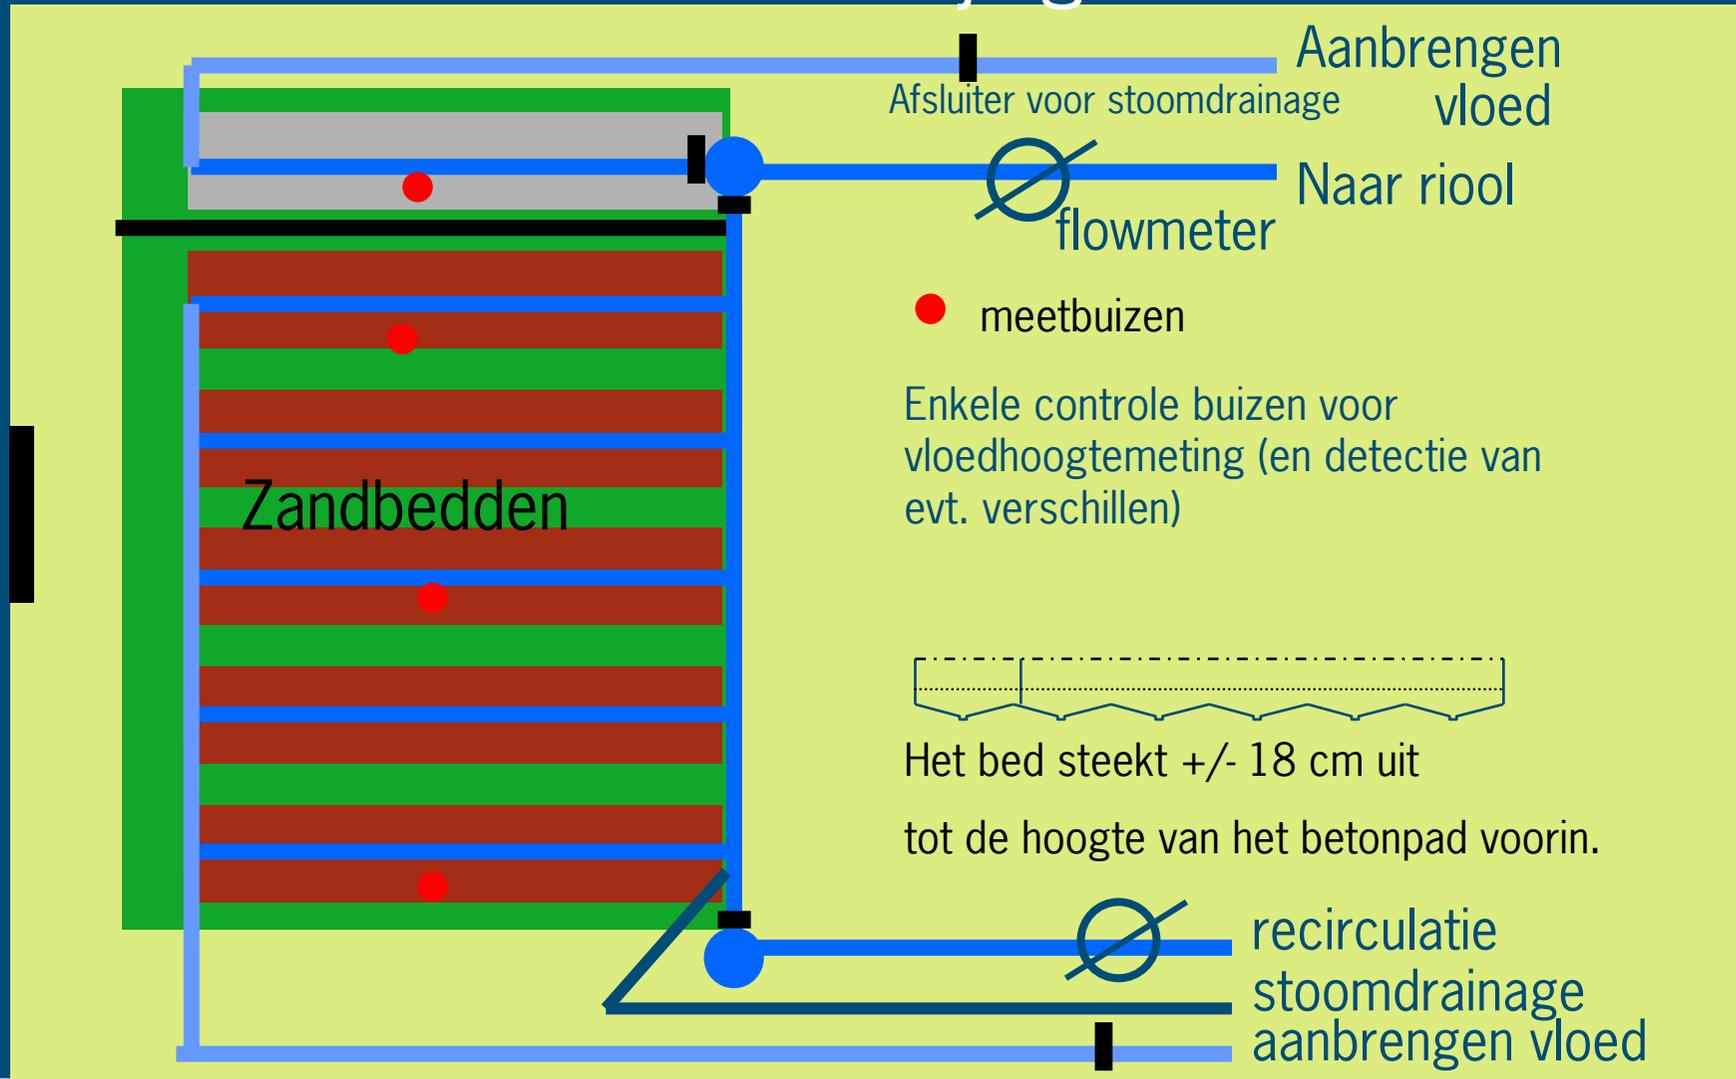 Aanbrengen
vloed
Afsluiter voor stoomdrainage
Naar riool
flowmeter
meetbuizen
Enkele controle buizen voor
vloedhoogtemeting (en detectie van
evt. verschillen)
Zandbedden
Het bed steekt +/- 18 cm uit
tot de hoogte van het betonpad voorin.
recirculatie
stoomdrainage
aanbrengen vloed